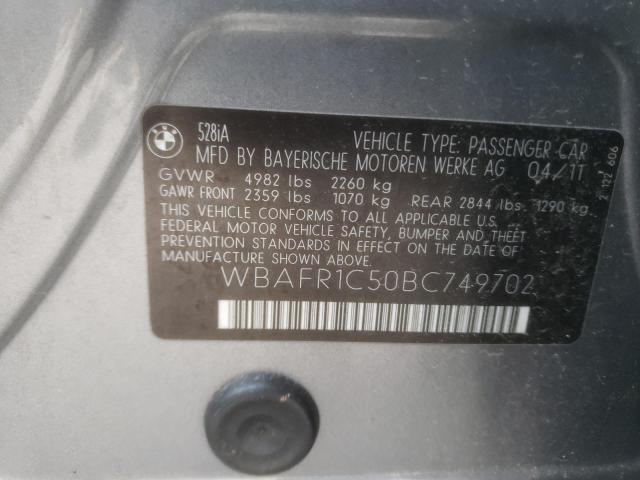 528iA
VEHICLE TYPE: PASSENGER CAR
MFD BY BAYERISCHE MOTOREN WERKE AG 04/11
GVWR 4982 lbs 2260 kg
GAWR FRONT 2359 lbs 1070 kg REAR 2844 lbs 1290 kg
THIS VEHICLE CONFORMS TO ALL APPLICABLE U.S.
FEDERAL MOTOR VEHICLE SAFETY, BUMPER AND THEFT
PREVENTION STANDARDS IN EFFECT ON THE DATE OF
MANUFACTURE SHOWN ABOVE.
WBAFR1C50BC749702